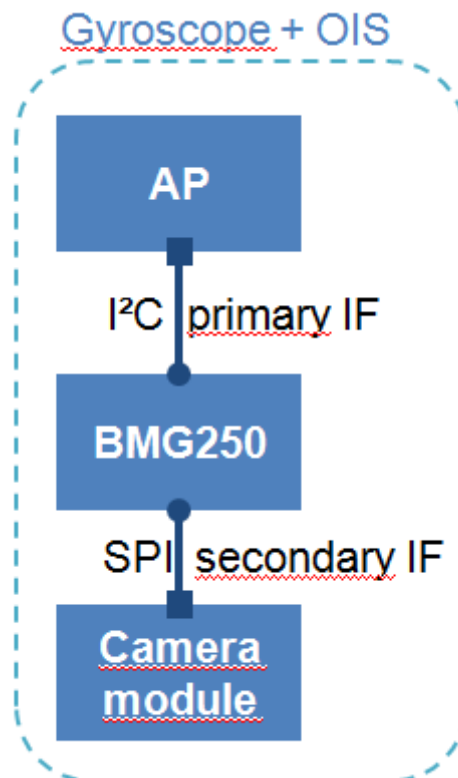 Gyroscope + OIS
AP
I²C primary IF
BMG250
SPI secondary IF
Camera
module